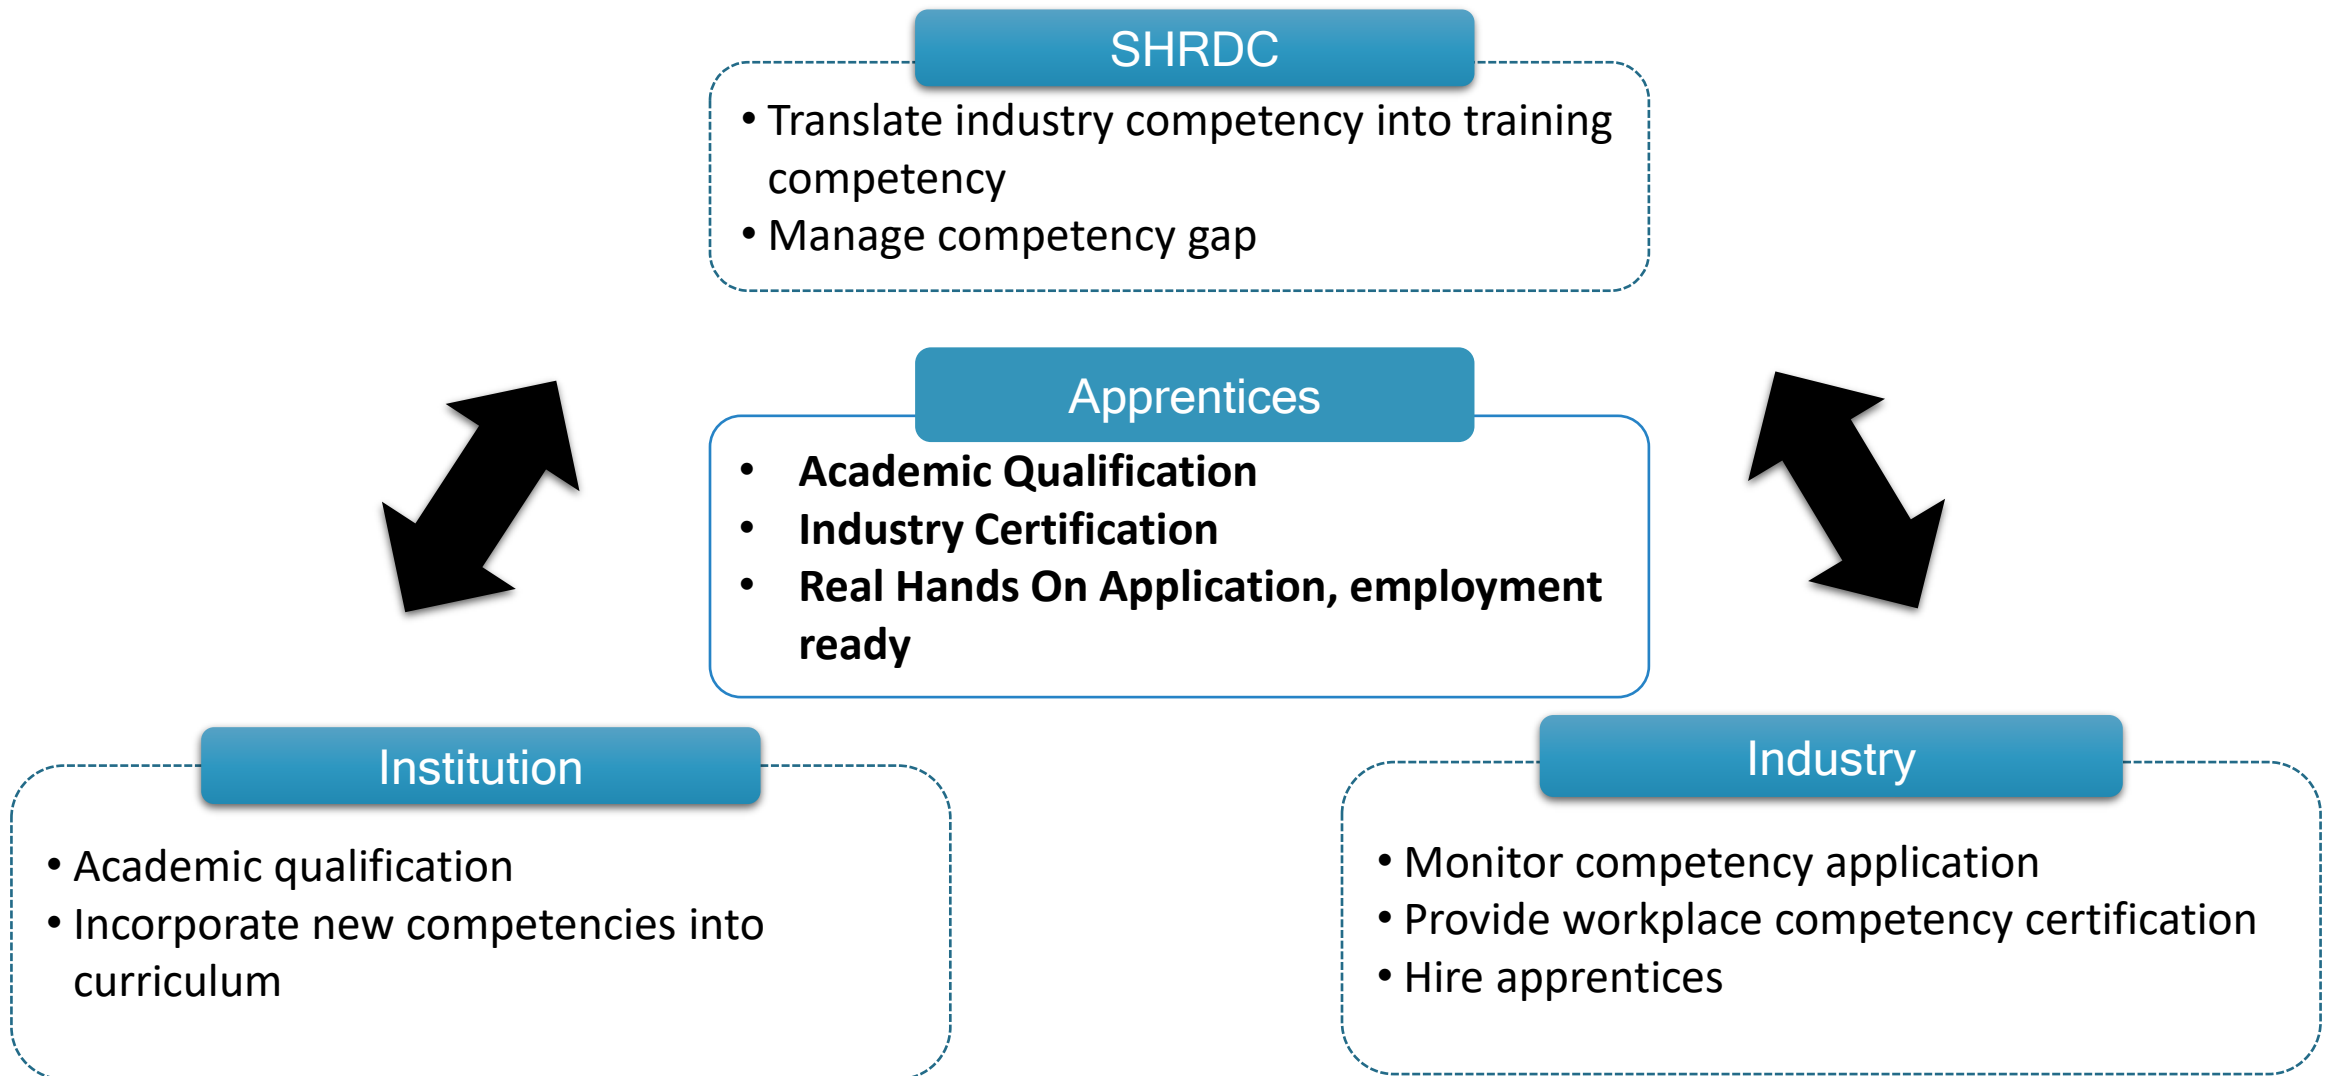 SHRDC
• Translate industry competency into training
competency
• Manage competency gap
Apprentices
• Academic Qualification
• Industry Certification
• Real Hands On Application, employment
ready
Institution
• Academic qualification
• Incorporate new competencies into
curriculum
Industry
• Monitor competency application
• Provide workplace competency certification
• Hire apprentices